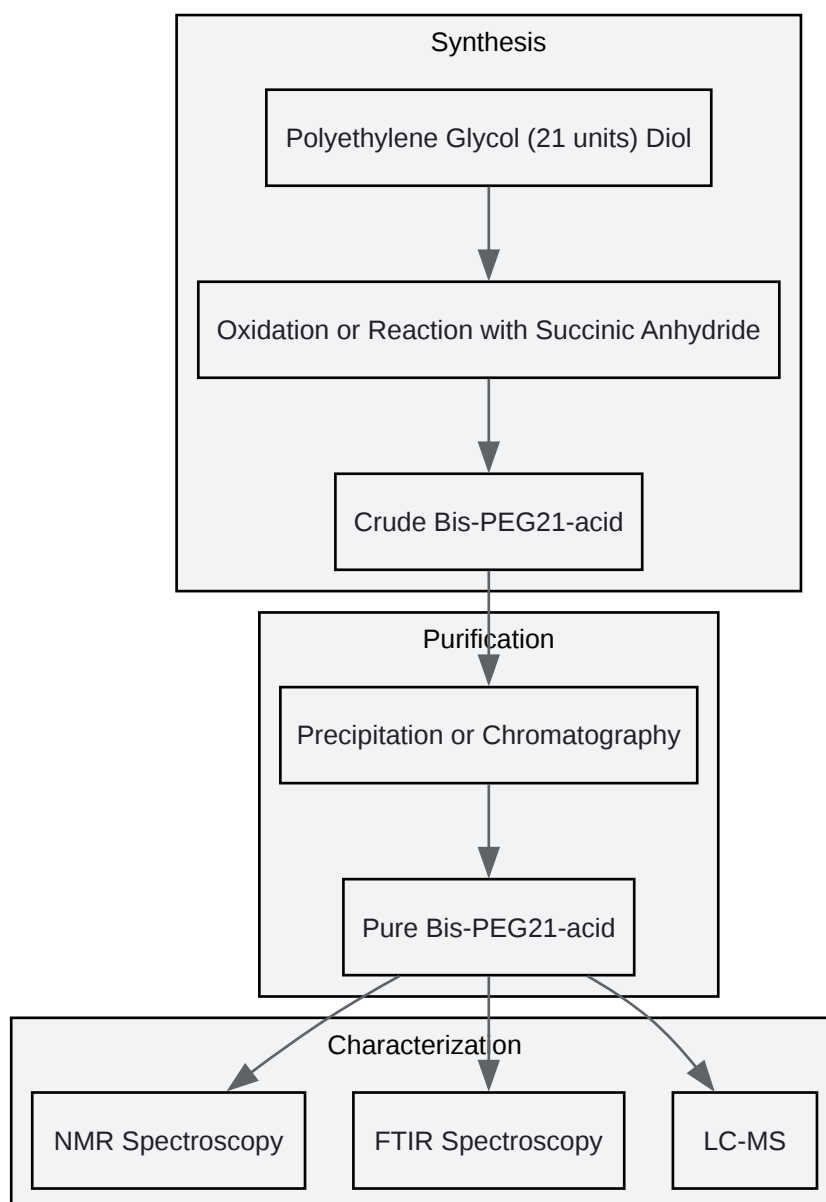 Synthesis
Polyethylene Glycol (21 units) Diol
Oxidation or Reaction with Succinic Anhydride
Crude Bis-PEG21-acid
Purification
Precipitation or Chromatography
Pure Bis-PEG21-acid
Characterization
NMR Spectroscopy
FTIR Spectroscopy
LC-MS